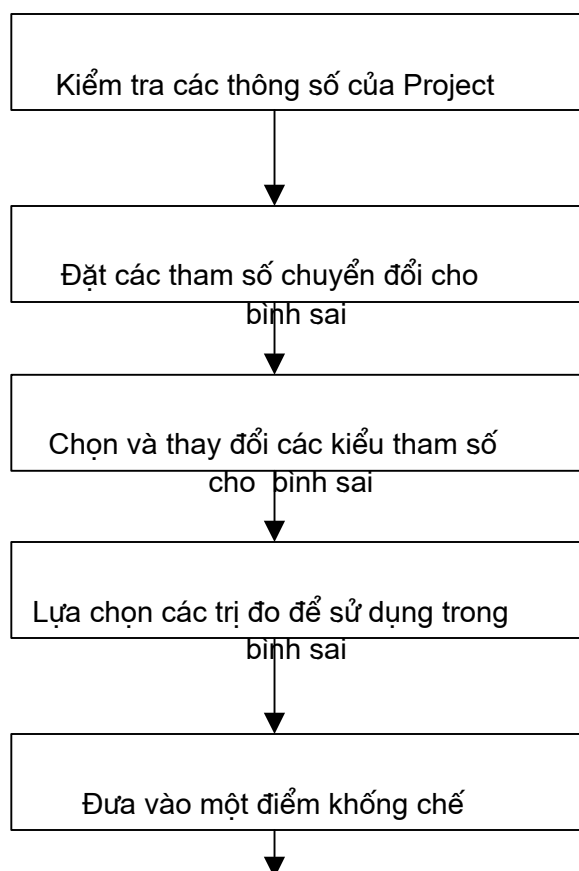 Kiểm tra các thông số của Project
Đặt các tham số chuyển đổi cho
bình sai
Chọn và thay đổi các kiểu tham số
cho bình sai
Lựa chọn các trị đo để sử dụng trong
bình sai
Đưa vào một điểm khống chế